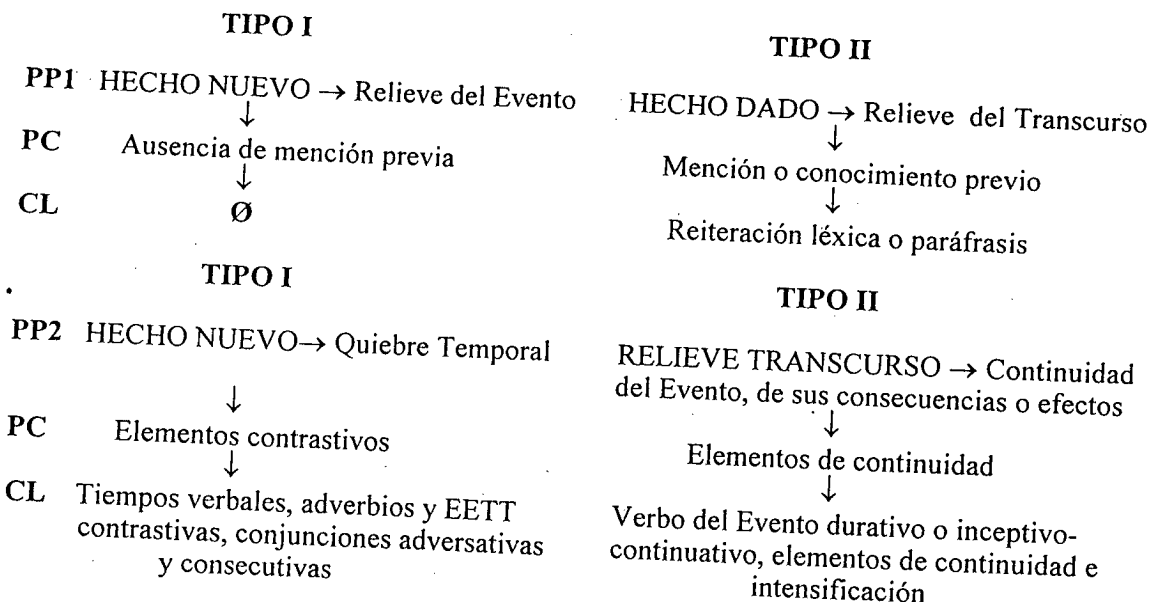 TIPO I
PP1 HECHO NUEVO → Relieve del Evento
↓
PC Ausencia de mención previa
↓
CL Ø
TIPO II
HECHO DADO → Relieve del Transcurso
↓
Mención o conocimiento previo
↓
Reiteración léxica o paráfrasis
TIPO I
PP2 HECHO NUEVO→ Quiebre Temporal
↓
PC Elementos contrastivos
↓
CL Tiempos verbales, adverbios y EETT
contrastivas, conjunciones adversativas
y consecutivas
TIPO II
RELIEVE TRANSCURSO → Continuidad
del Evento, de sus consecuencias o efectos
↓
Elementos de continuidad
↓
Verbo del Evento durativo o inceptivo-
continuativo, elementos de continuidad e
intensificación